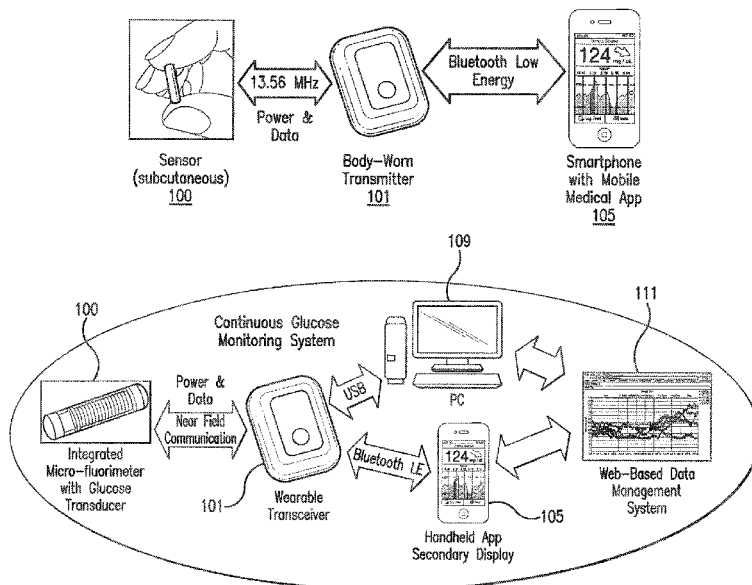 13.56 MHz
Power &
Data
Bluetooth Low
Energy
124
mg / dL
Sensor
(subcutaneous)
100
Body-Worn
Transmitter
101
Smartphone
with Mobile
Medical App
105
109
111
100
Continuous Glucose
Monitoring System
Power &
Data
Near Field
Communication
USB
PC
Bluetooth LE
124
Integrated
Micro-fluorimeter
with Glucose
Transducer
101
Wearable
Transceiver
105
Handheld App
Secondary Display
Web-Based Data
Management
System